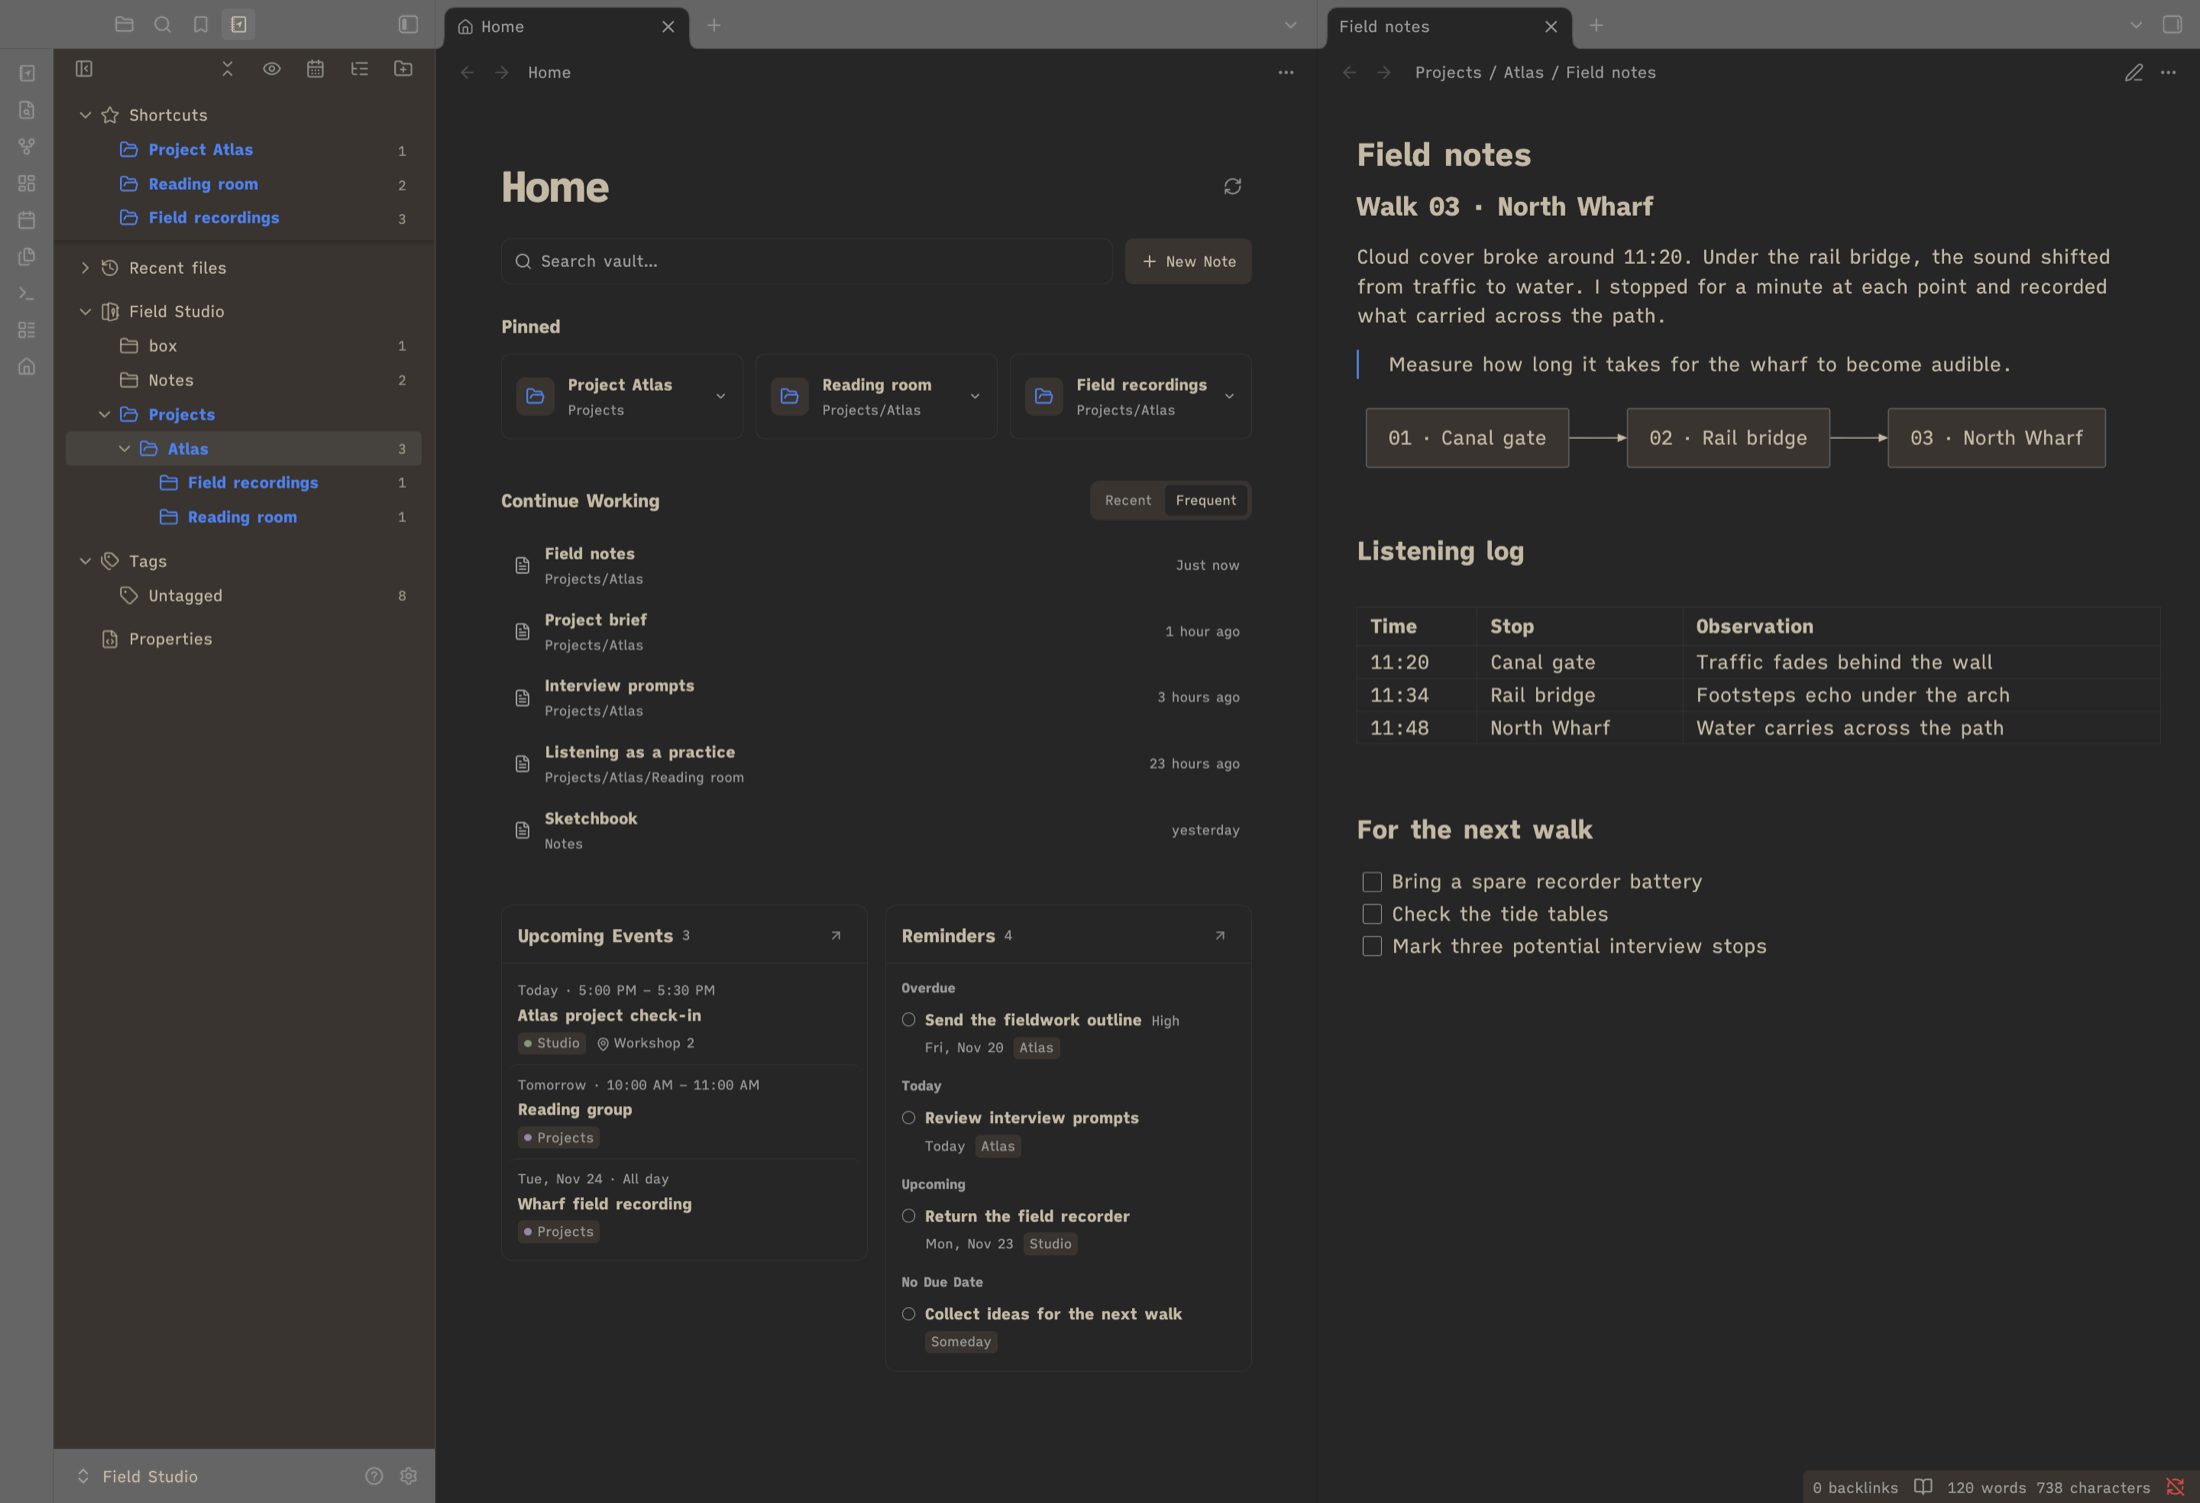 Home
Field notes
Home
Projects / Atlas / Field notes
Shortcuts
Project Atlas 1
Reading room 2
Field recordings 3
Recent files
Field Studio
box 1
Notes 2
Projects
Atlas 3
Field recordings 1
Reading room 1
Tags
Untagged 8
Properties
Field Studio
Home
Search vault...
New Note
Pinned
Project Atlas
Projects
Reading room
Projects/Atlas
Field recordings
Projects/Atlas
Continue Working
Recent Frequent
Field notes
Projects/Atlas
Just now
Project brief
Projects/Atlas
1 hour ago
Interview prompts
Projects/Atlas
3 hours ago
Listening as a practice
Projects/Atlas/Reading room
23 hours ago
Sketchbook
Notes
yesterday
Upcoming Events 3
Today · 5:00 PM – 5:30 PM
Atlas project check-in
Studio Workshop 2
Tomorrow · 10:00 AM – 11:00 AM
Reading group
Projects
Tue, Nov 24 · All day
Wharf field recording
Projects
Reminders 4
Overdue
Send the fieldwork outline High
Fri, Nov 20 Atlas
Today
Review interview prompts
Today Atlas
Upcoming
Return the field recorder
Mon, Nov 23 Studio
No Due Date
Collect ideas for the next walk
Someday
Field notes
Walk 03 · North Wharf
Cloud cover broke around 11:20. Under the rail bridge, the sound shifted
from traffic to water. I stopped for a minute at each point and recorded
what carried across the path.
Measure how long it takes for the wharf to become audible.
01 · Canal gate
02 · Rail bridge
03 · North Wharf
Listening log
Time Stop Observation
11:20 Canal gate Traffic fades behind the wall
11:34 Rail bridge Footsteps echo under the arch
11:48 North Wharf Water carries across the path
For the next walk
Bring a spare recorder battery
Check the tide tables
Mark three potential interview stops
0 backlinks 120 words 738 characters